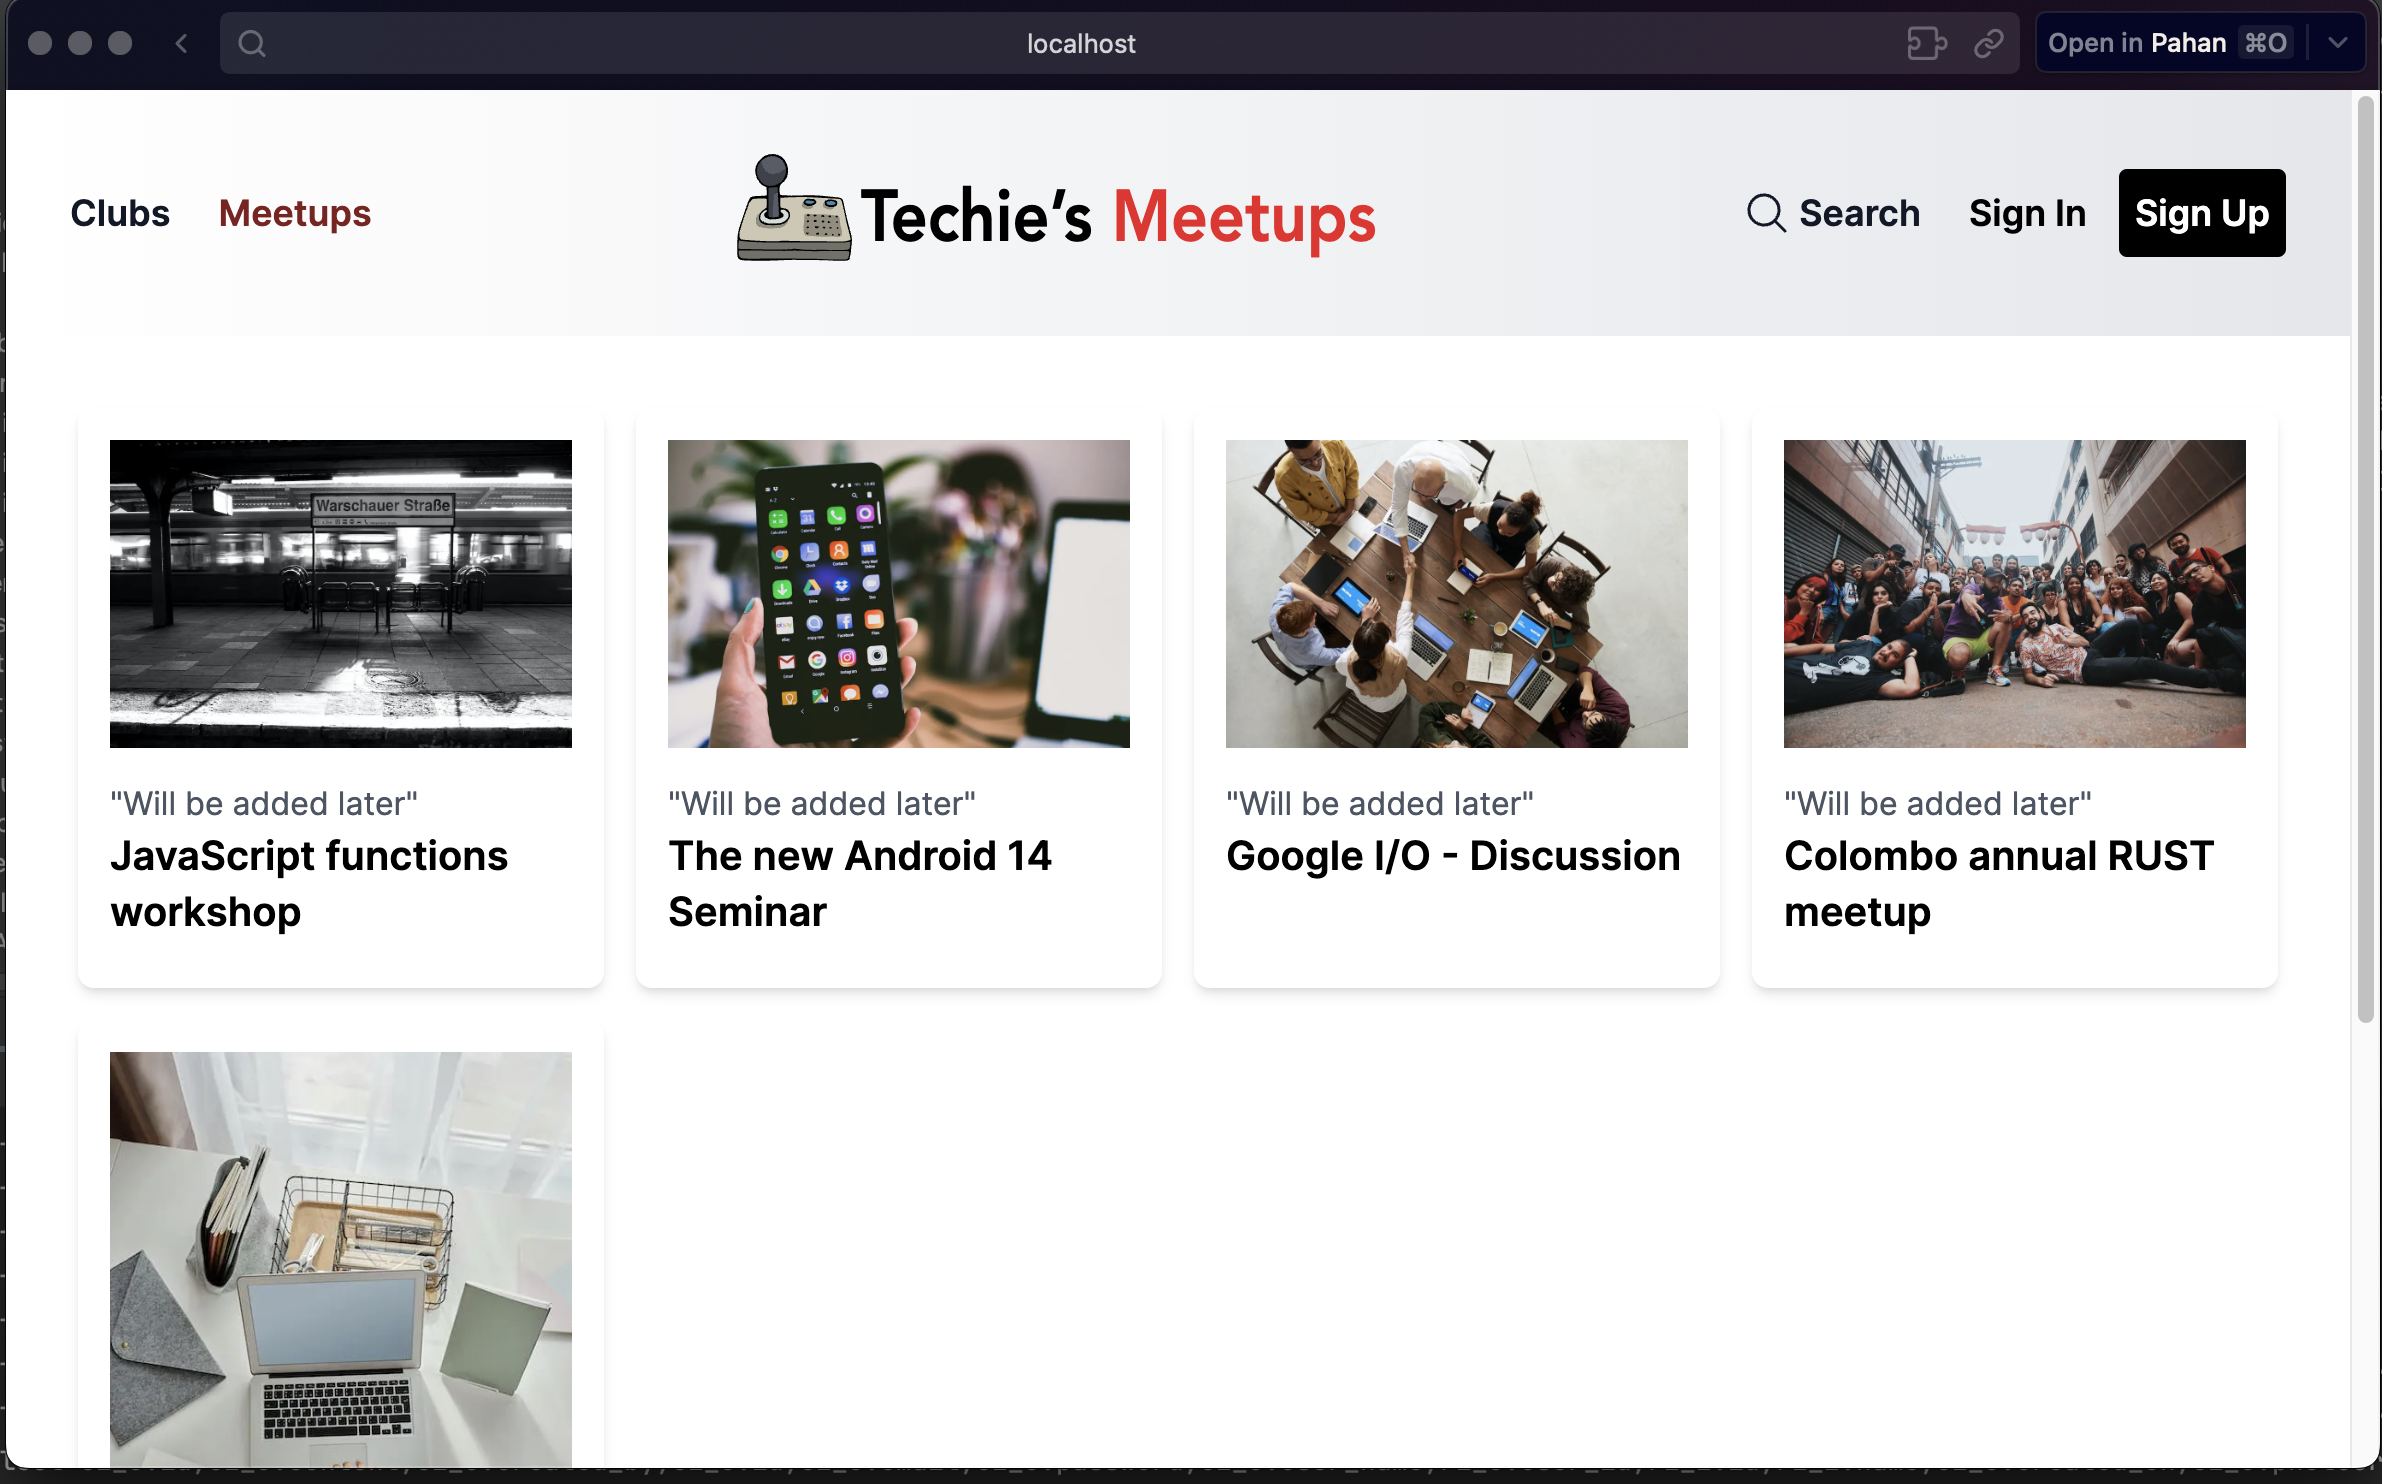 localhost
Open in Pahan ⌘O
Clubs
Meetups
Techie’s Meetups
Search
Sign In
Sign Up
Warschauer Straße
"Will be added later"
JavaScript functions
workshop
"Will be added later"
The new Android 14
Seminar
"Will be added later"
Google I/O - Discussion
"Will be added later"
Colombo annual RUST
meetup